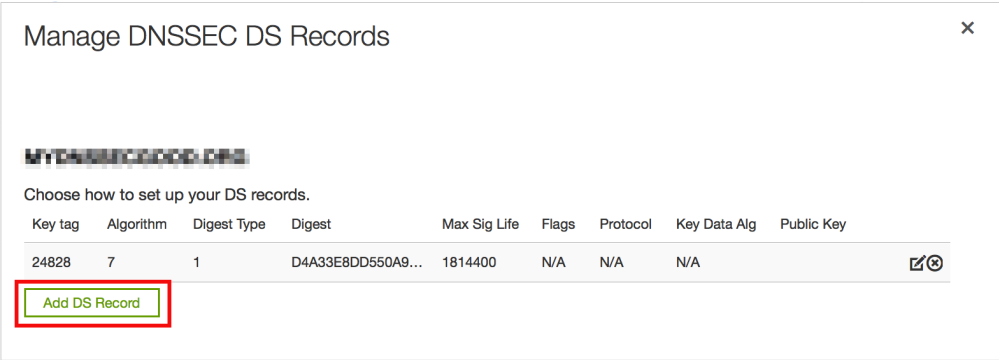 Manage DNSSEC DS Records
Choose how to set up your DS records.
Key tag Algorithm Digest Type Digest Max Sig Life Flags Protocol Key Data Alg Public Key
24828 7 1 D4A33E8DD550A9... 1814400 N/A N/A N/A
Add DS Record